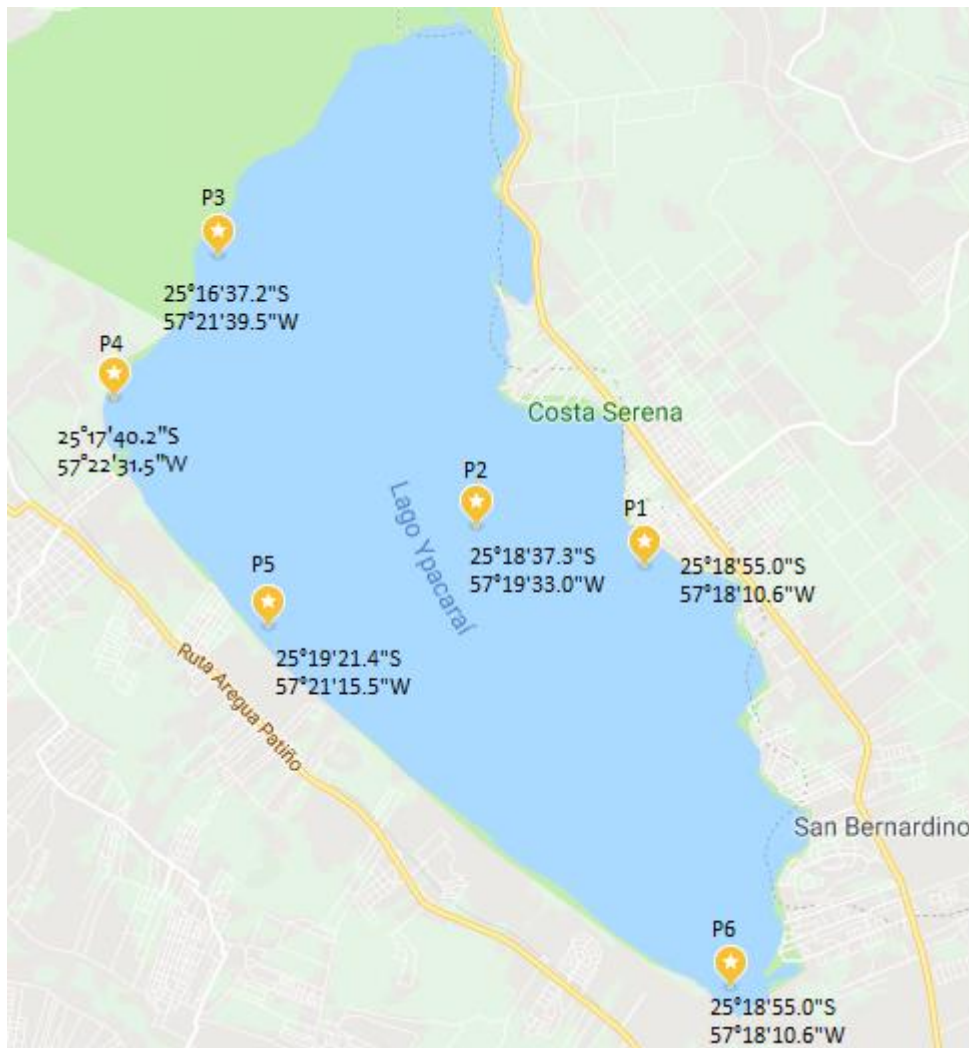 P3
25°16'37.2"S
57°21'39.5"W
P4
Costa Serena
25°17'40.2"S
57°22'31.5"W
P2
Lago Ypacaraí
P1
25°18'37.3"S
57°19'33.0"W
25°18'55.0"S
57°18'10.6"W
P5
25°19'21.4"S
57°21'15.5"W
Ruta Aregua Patiño
San Bernardino
P6
25°18'55.0"S
57°18'10.6"W